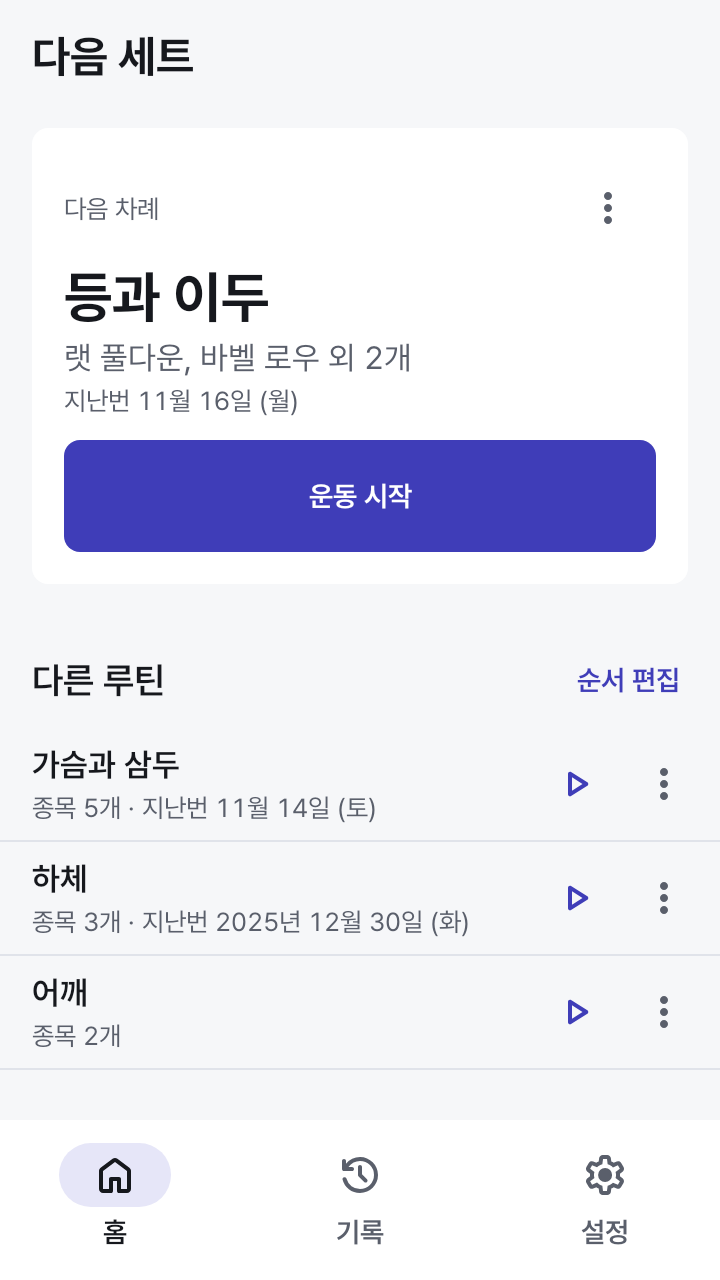 다음 세트
다음 차례
등과 이두
랫 풀다운, 바벨 로우 외 2개
지난번 11월 16일 (월)
운동 시작
다른 루틴
순서 편집
가슴과 삼두
종목 5개 · 지난번 11월 14일 (토)
하체
종목 3개 · 지난번 2025년 12월 30일 (화)
어깨
종목 2개
홈
기록
설정